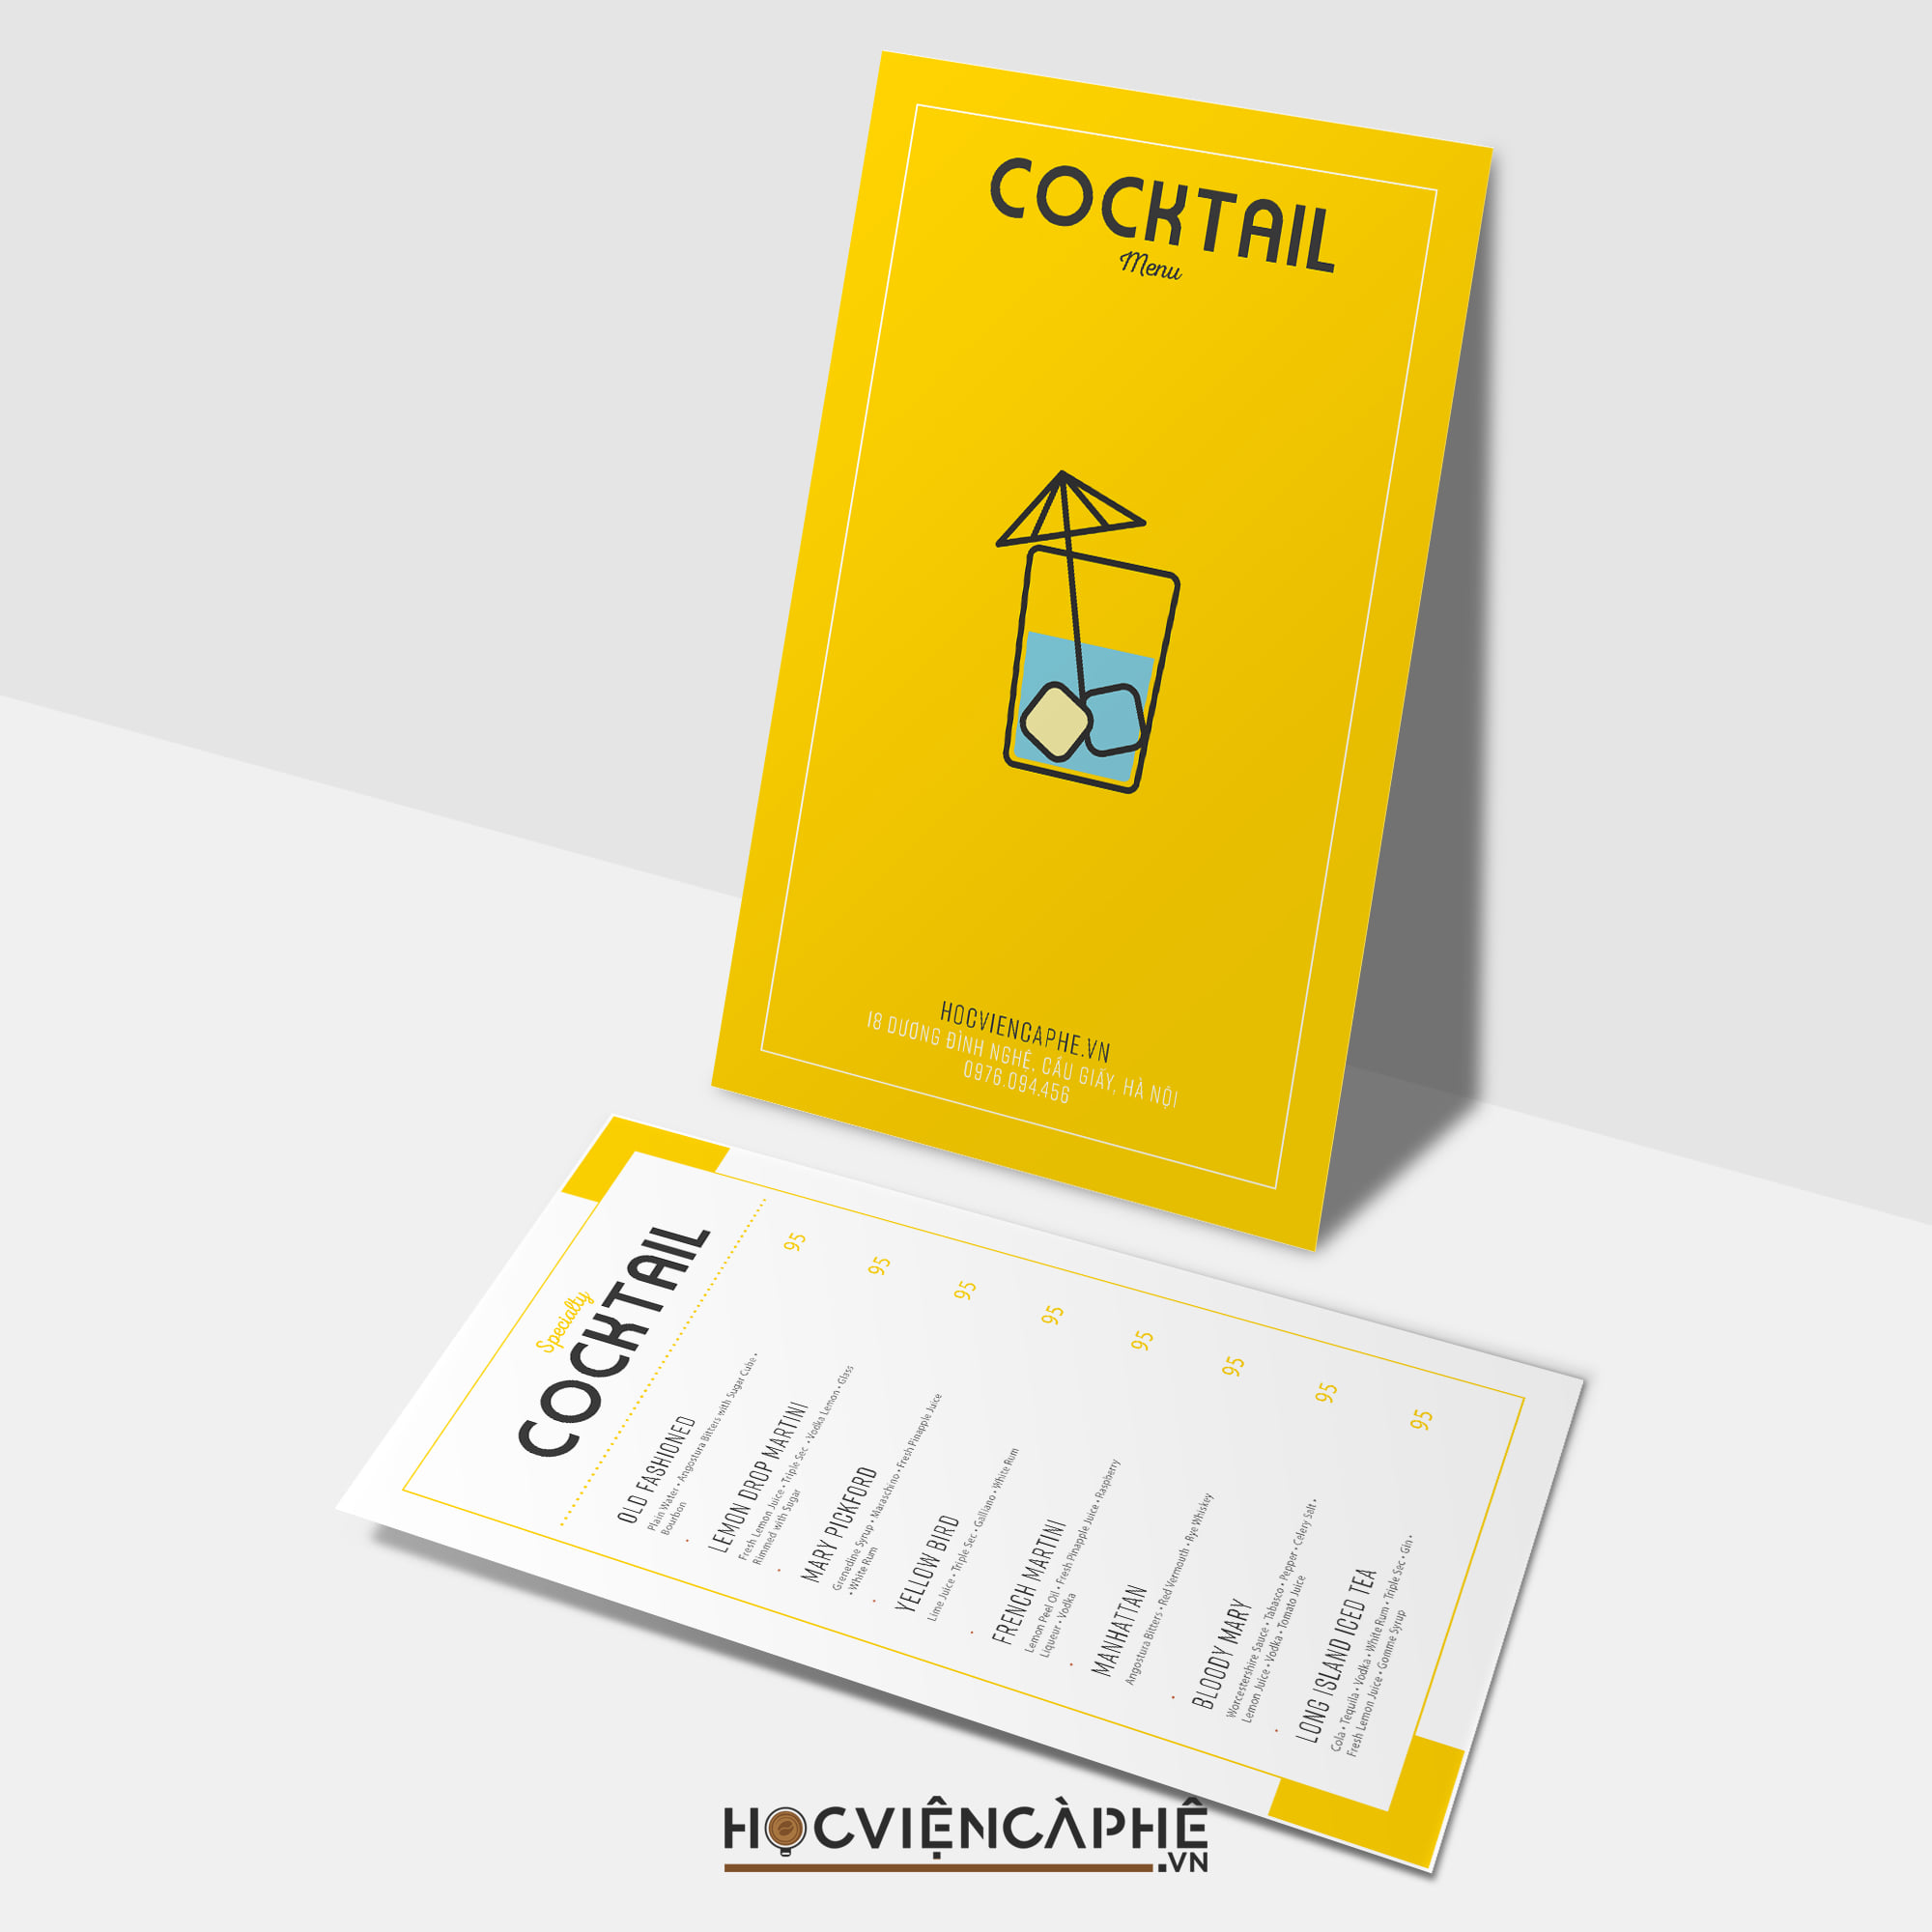 COCKTAIL
Menu
HOCVIENCAPHE.VN
18 DƯƠNG ĐÌNH NGHỆ, CẦU GIẤY, HÀ NỘI
0976.094.456
Specialty
COCKTAIL
OLD FASHIONED 95
Plain Water • Angostura Bitters with Sugar Cube •
Bourbon
LEMON DROP MARTINI 95
Fresh Lemon Juice • Triple Sec • Vodka Lemon • Glass
Rimmed with Sugar
MARY PICKFORD 95
Grenedine Syrup • Maraschino • Fresh Pinapple Juice
• White Rum
YELLOW BIRD 95
Lime Juice • Triple Sec • Galliano • White Rum
FRENCH MARTINI 95
Lemon Peel Oil • Fresh Pinapple Juice • Raspberry
Liqueur • Vodka
MANHATTAN 95
Angostura Bitters • Red Vermouth • Rye Whiskey
BLOODY MARY 95
Worcestershire Sauce • Tabasco • Pepper • Celery Salt •
Lemon Juice • Vodka • Tomato Juice
LONG ISLAND ICED TEA 95
Cola • Tequila • Vodka • White Rum • Triple Sec • Gin •
Fresh Lemon Juice • Gomme Syrup
HỌCVIỆNCÀPHÊ
.VN